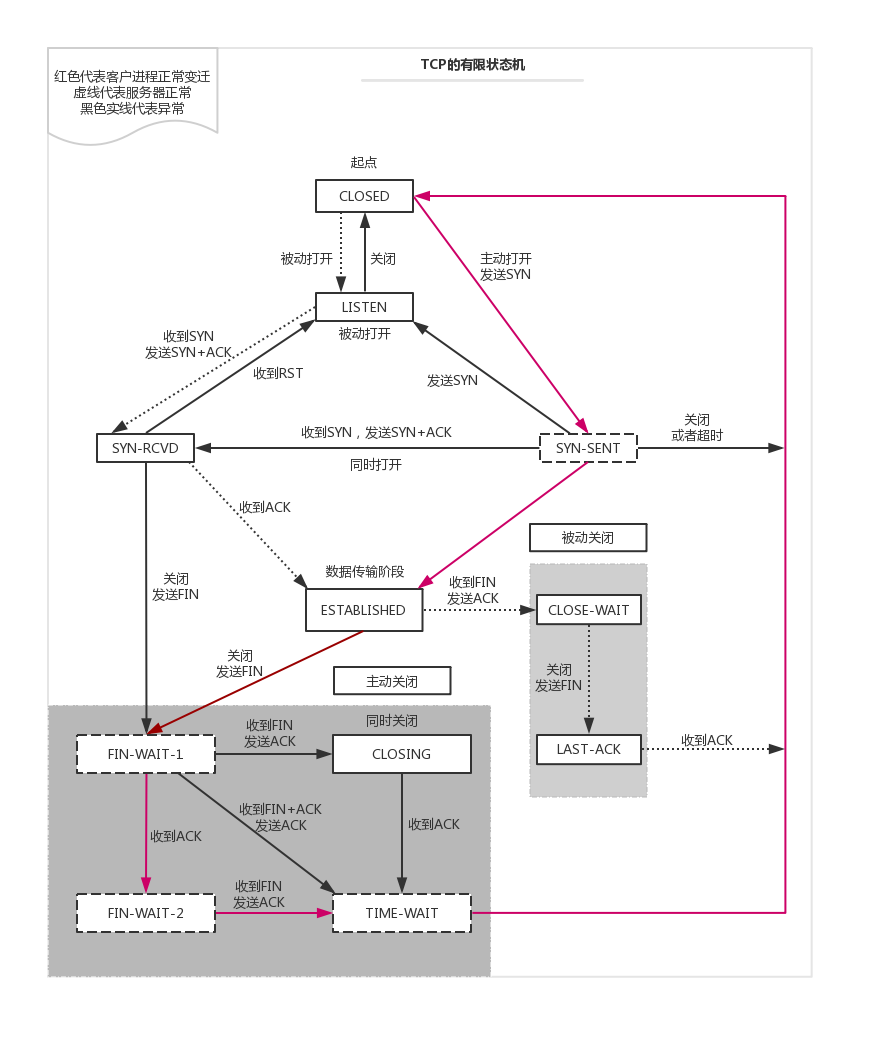 TCP的有限状态机
红色代表客户进程正常变迁
虚线代表服务器正常
黑色实线代表异常
起点
CLOSED
被动打开
关闭
主动打开
发送SYN
LISTEN
被动打开
收到SYN
发送SYN+ACK
收到RST
发送SYN
SYN-RCVD
收到SYN，发送SYN+ACK
同时打开
SYN-SENT
关闭
或者超时
收到ACK
被动关闭
数据传输阶段
ESTABLISHED
收到FIN
发送ACK
CLOSE-WAIT
关闭
发送FIN
关闭
发送FIN
主动关闭
关闭
发送FIN
同时关闭
FIN-WAIT-1
收到FIN
发送ACK
CLOSING
LAST-ACK
收到ACK
收到ACK
收到FIN+ACK
发送ACK
收到ACK
FIN-WAIT-2
收到FIN
发送ACK
TIME-WAIT